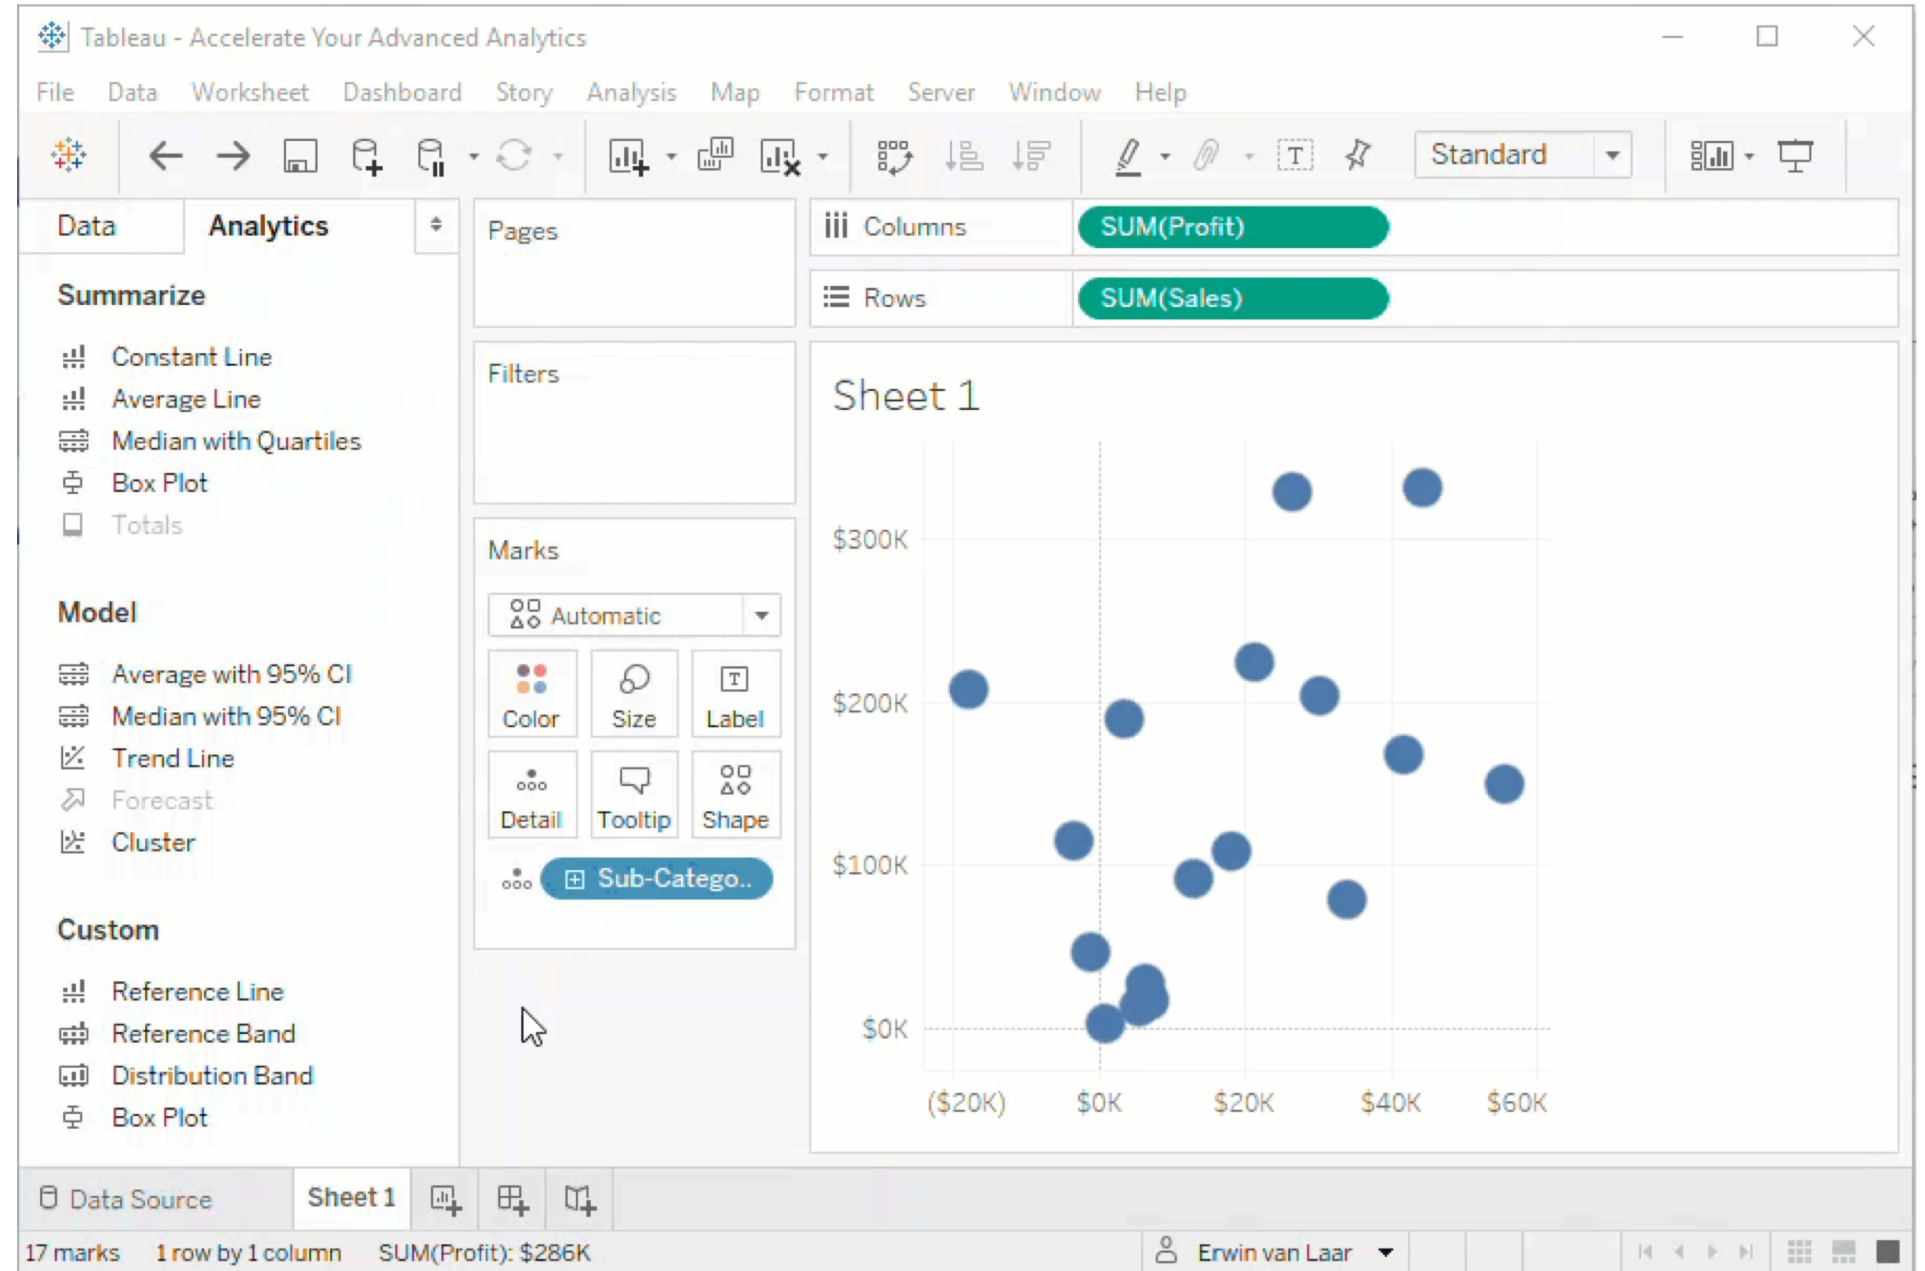 Tableau - Accelerate Your Advanced Analytics
File Data Worksheet Dashboard Story Analysis Map Format Server Window Help
Standard
Data Analytics
Pages
Columns SUM(Profit)
Rows SUM(Sales)
Summarize
Constant Line
Average Line
Median with Quartiles
Box Plot
Totals
Model
Average with 95% CI
Median with 95% CI
Trend Line
Forecast
Cluster
Custom
Reference Line
Reference Band
Distribution Band
Box Plot
Filters
Marks
Automatic
Color Size T Label
Detail Tooltip Shape
Sub-Catego..
Sheet 1
$300K
$200K
$100K
$0K
($20K) $0K $20K $40K $60K
Data Source Sheet 1
17 marks 1 row by 1 column SUM(Profit): $286K Erwin van Laar